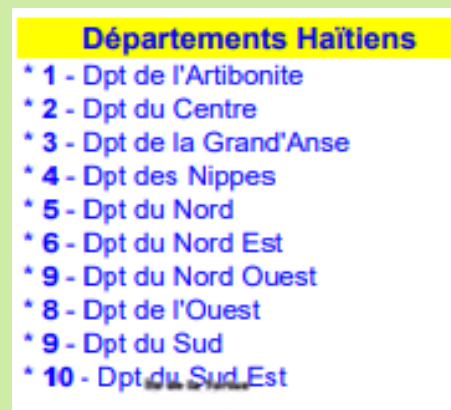 Départements Haïtiens
* 1 - Dpt de l'Artibonite
* 2 - Dpt du Centre
* 3 - Dpt de la Grand'Anse
* 4 - Dpt des Nippes
* 5 - Dpt du Nord
* 6 - Dpt du Nord Est
* 9 - Dpt du Nord Ouest
* 8 - Dpt de l'Ouest
* 9 - Dpt du Sud
* 10 - Dpt du Sud Est